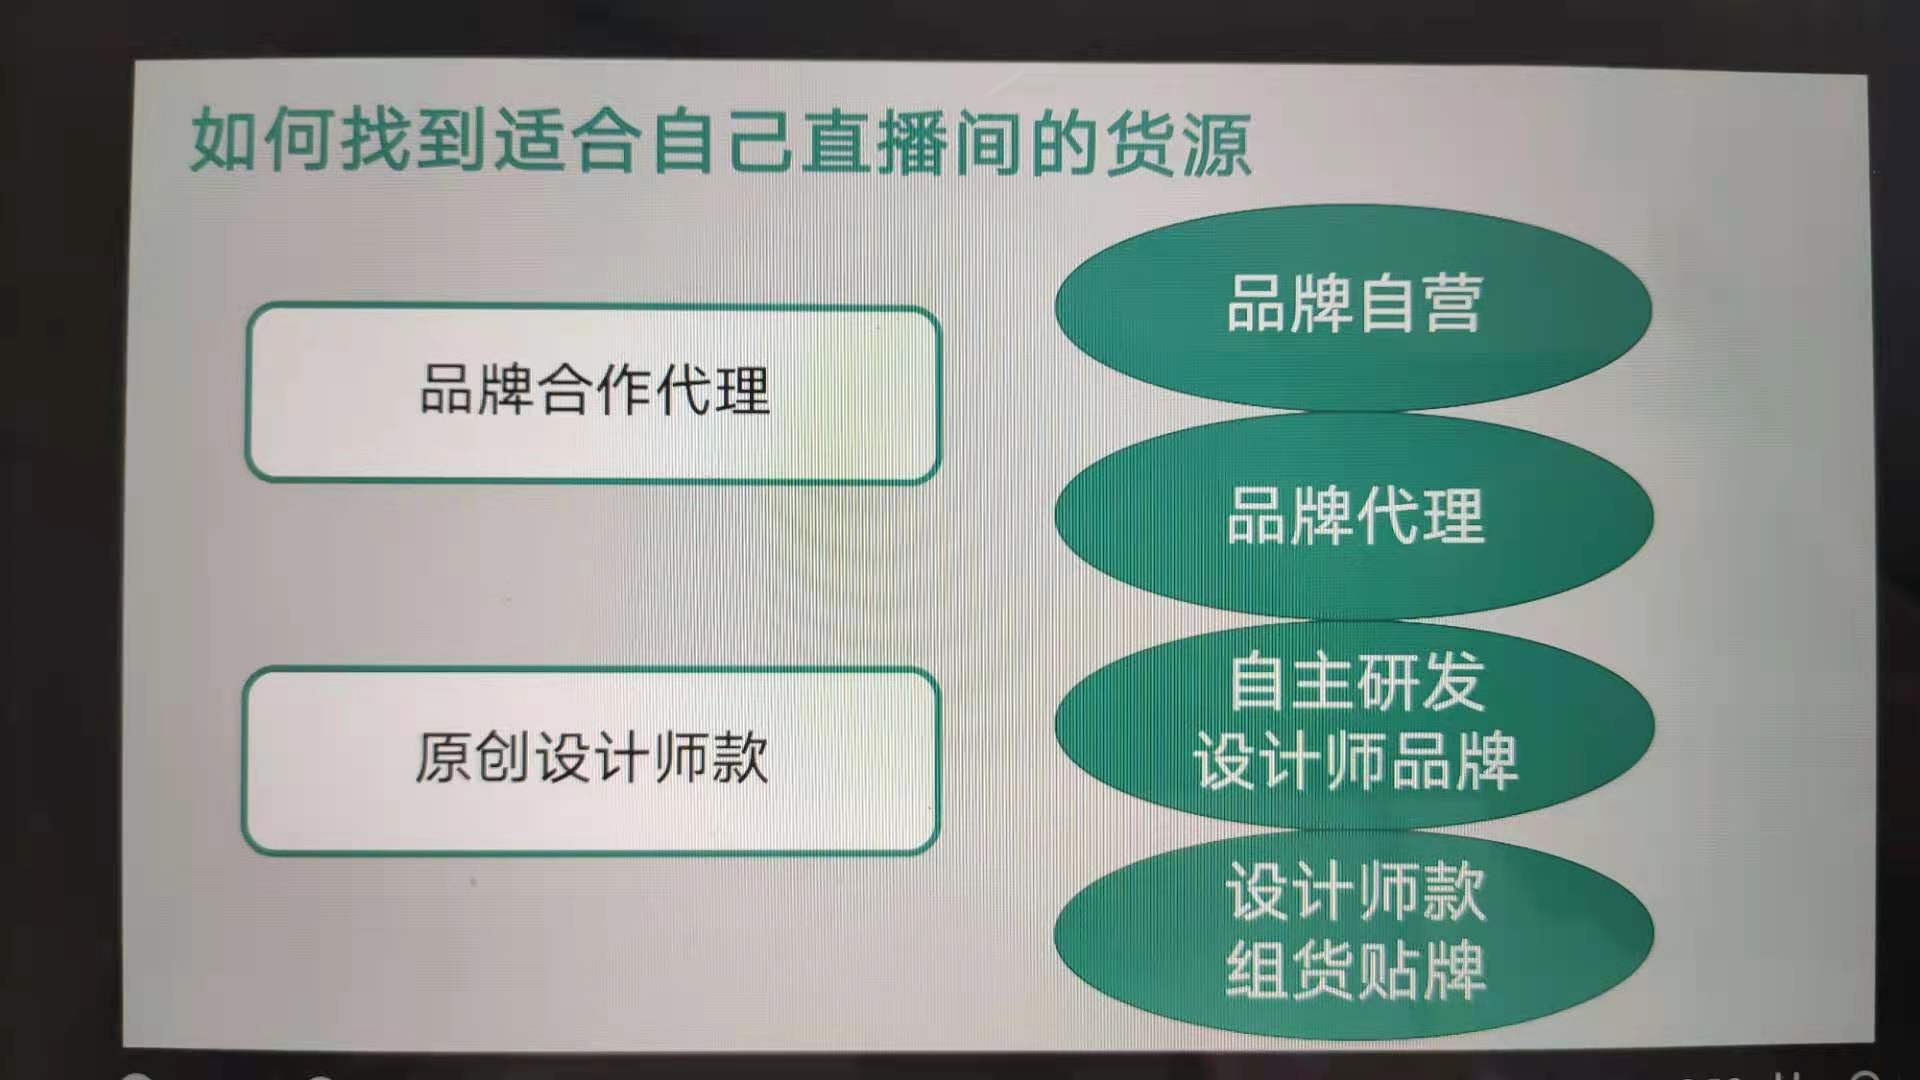 如何找到适合自己直播间的货源
品牌合作代理
原创设计师款
品牌自营
品牌代理
自主研发
设计师品牌
设计师款
组货贴牌